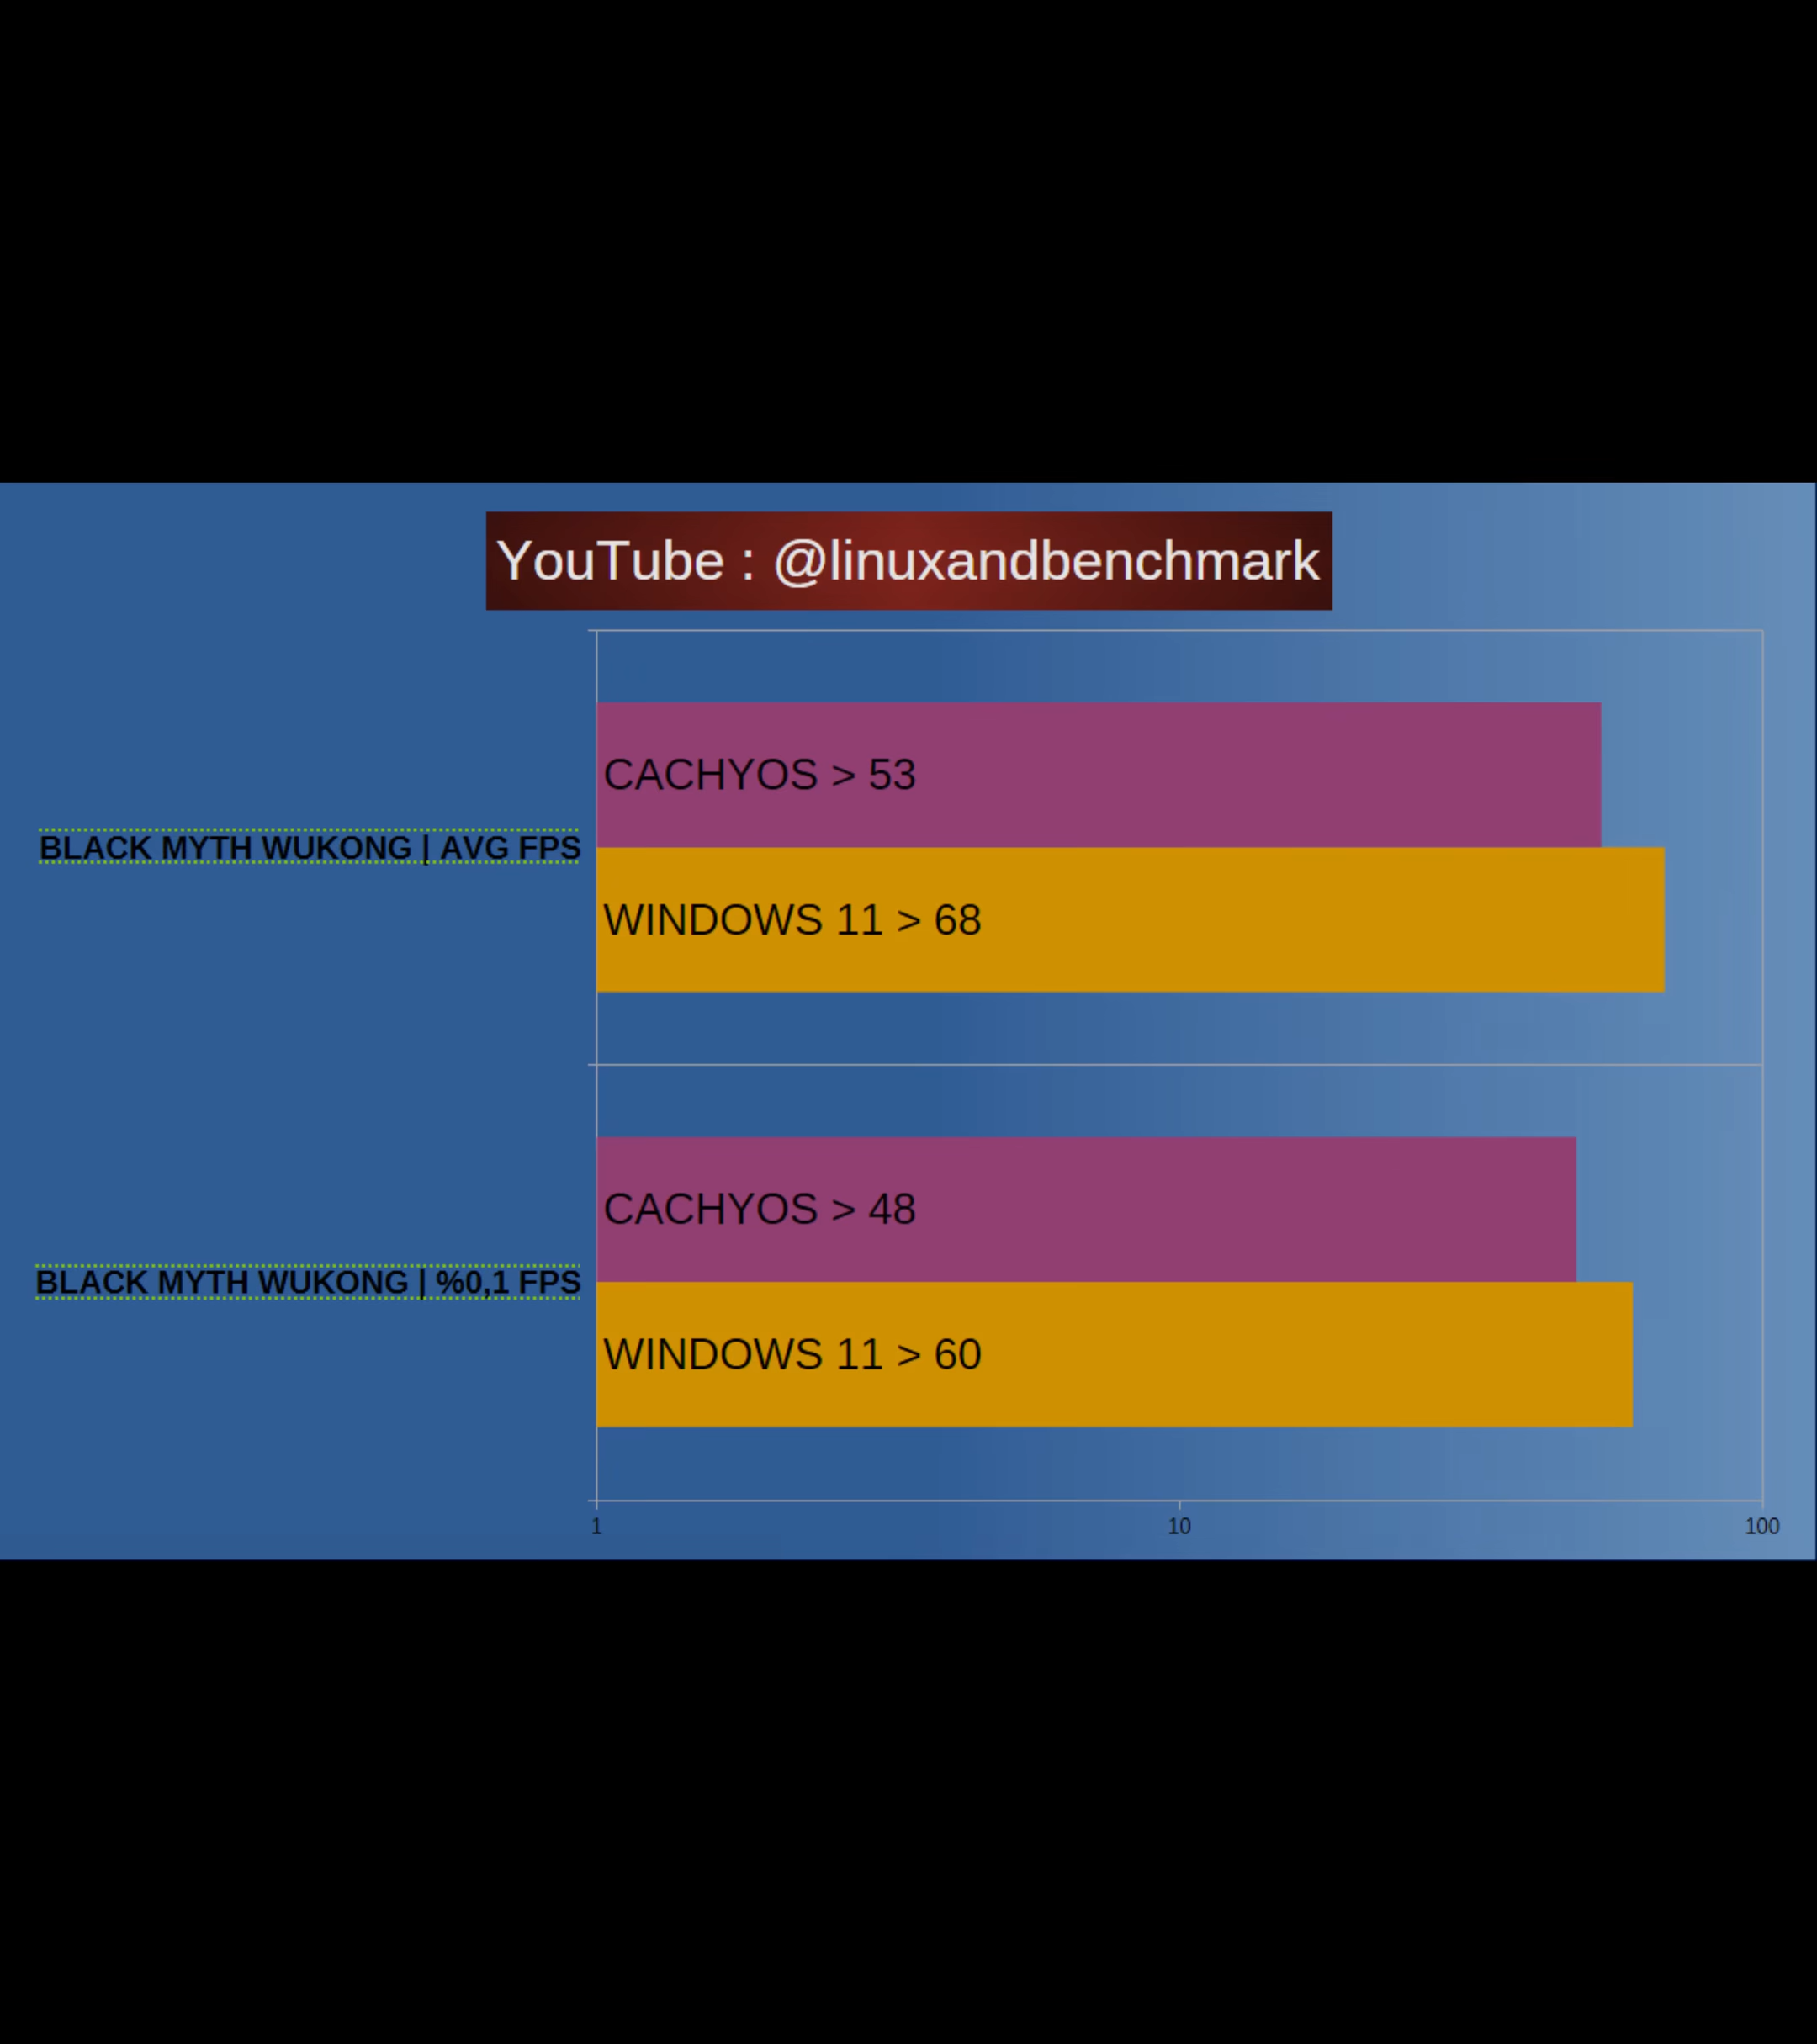 YouTube : @linuxandbenchmark
CACHYOS > 53
BLACK MYTH WUKONG | AVG FPS
WINDOWS 11 > 68
CACHYOS > 48
BLACK MYTH WUKONG | %0,1 FPS
WINDOWS 11 > 60
1 10 100